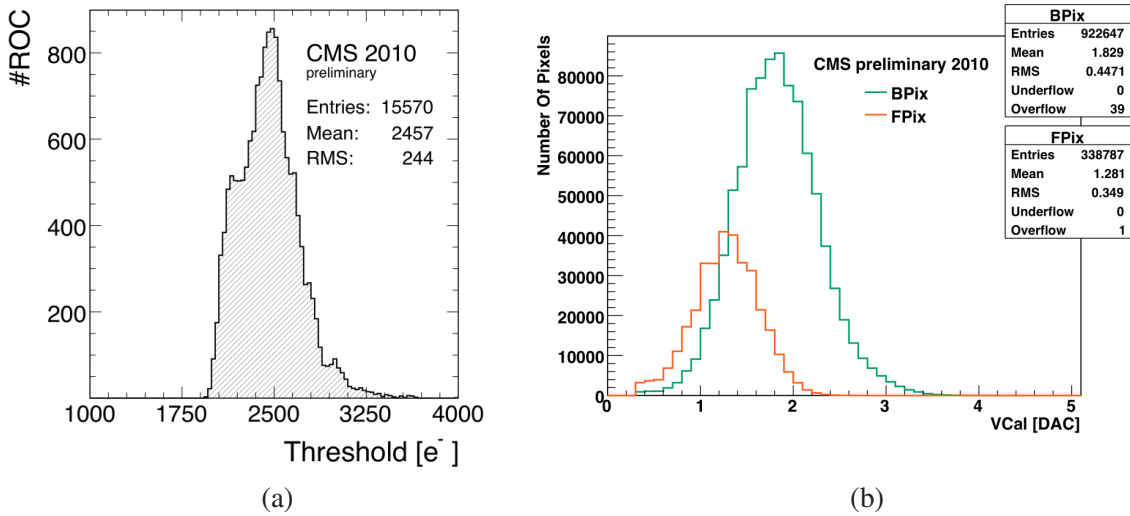 #ROC
800
600
400
200
1000 1750 2500 3250 4000
Threshold [e-]
CMS 2010
preliminary
Entries: 15570
Mean: 2457
RMS: 244
(a)
Number Of Pixels
80000
70000
60000
50000
40000
30000
20000
10000
0
0 1 2 3 4 5
VCal [DAC]
CMS preliminary 2010
BPix
FPix
BPix
Entries 922647
Mean 1.829
RMS 0.4471
Underflow 0
Overflow 39
FPix
Entries 338787
Mean 1.281
RMS 0.349
Underflow 0
Overflow 1
(b)